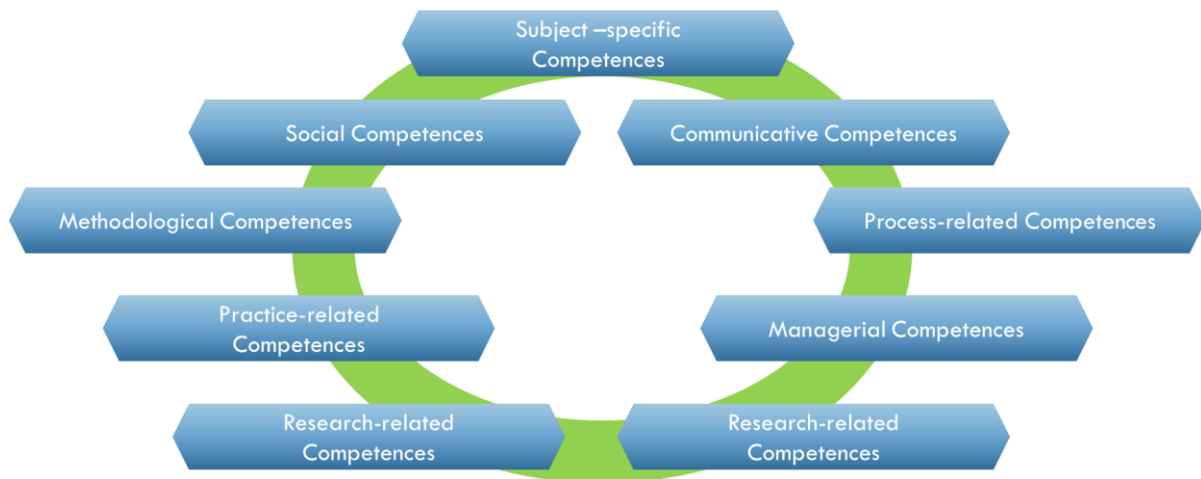 Subject –specific
Competences
Social Competences
Communicative Competences
Methodological Competences
Process-related Competences
Practice-related
Competences
Managerial Competences
Research-related
Competences
Research-related
Competences